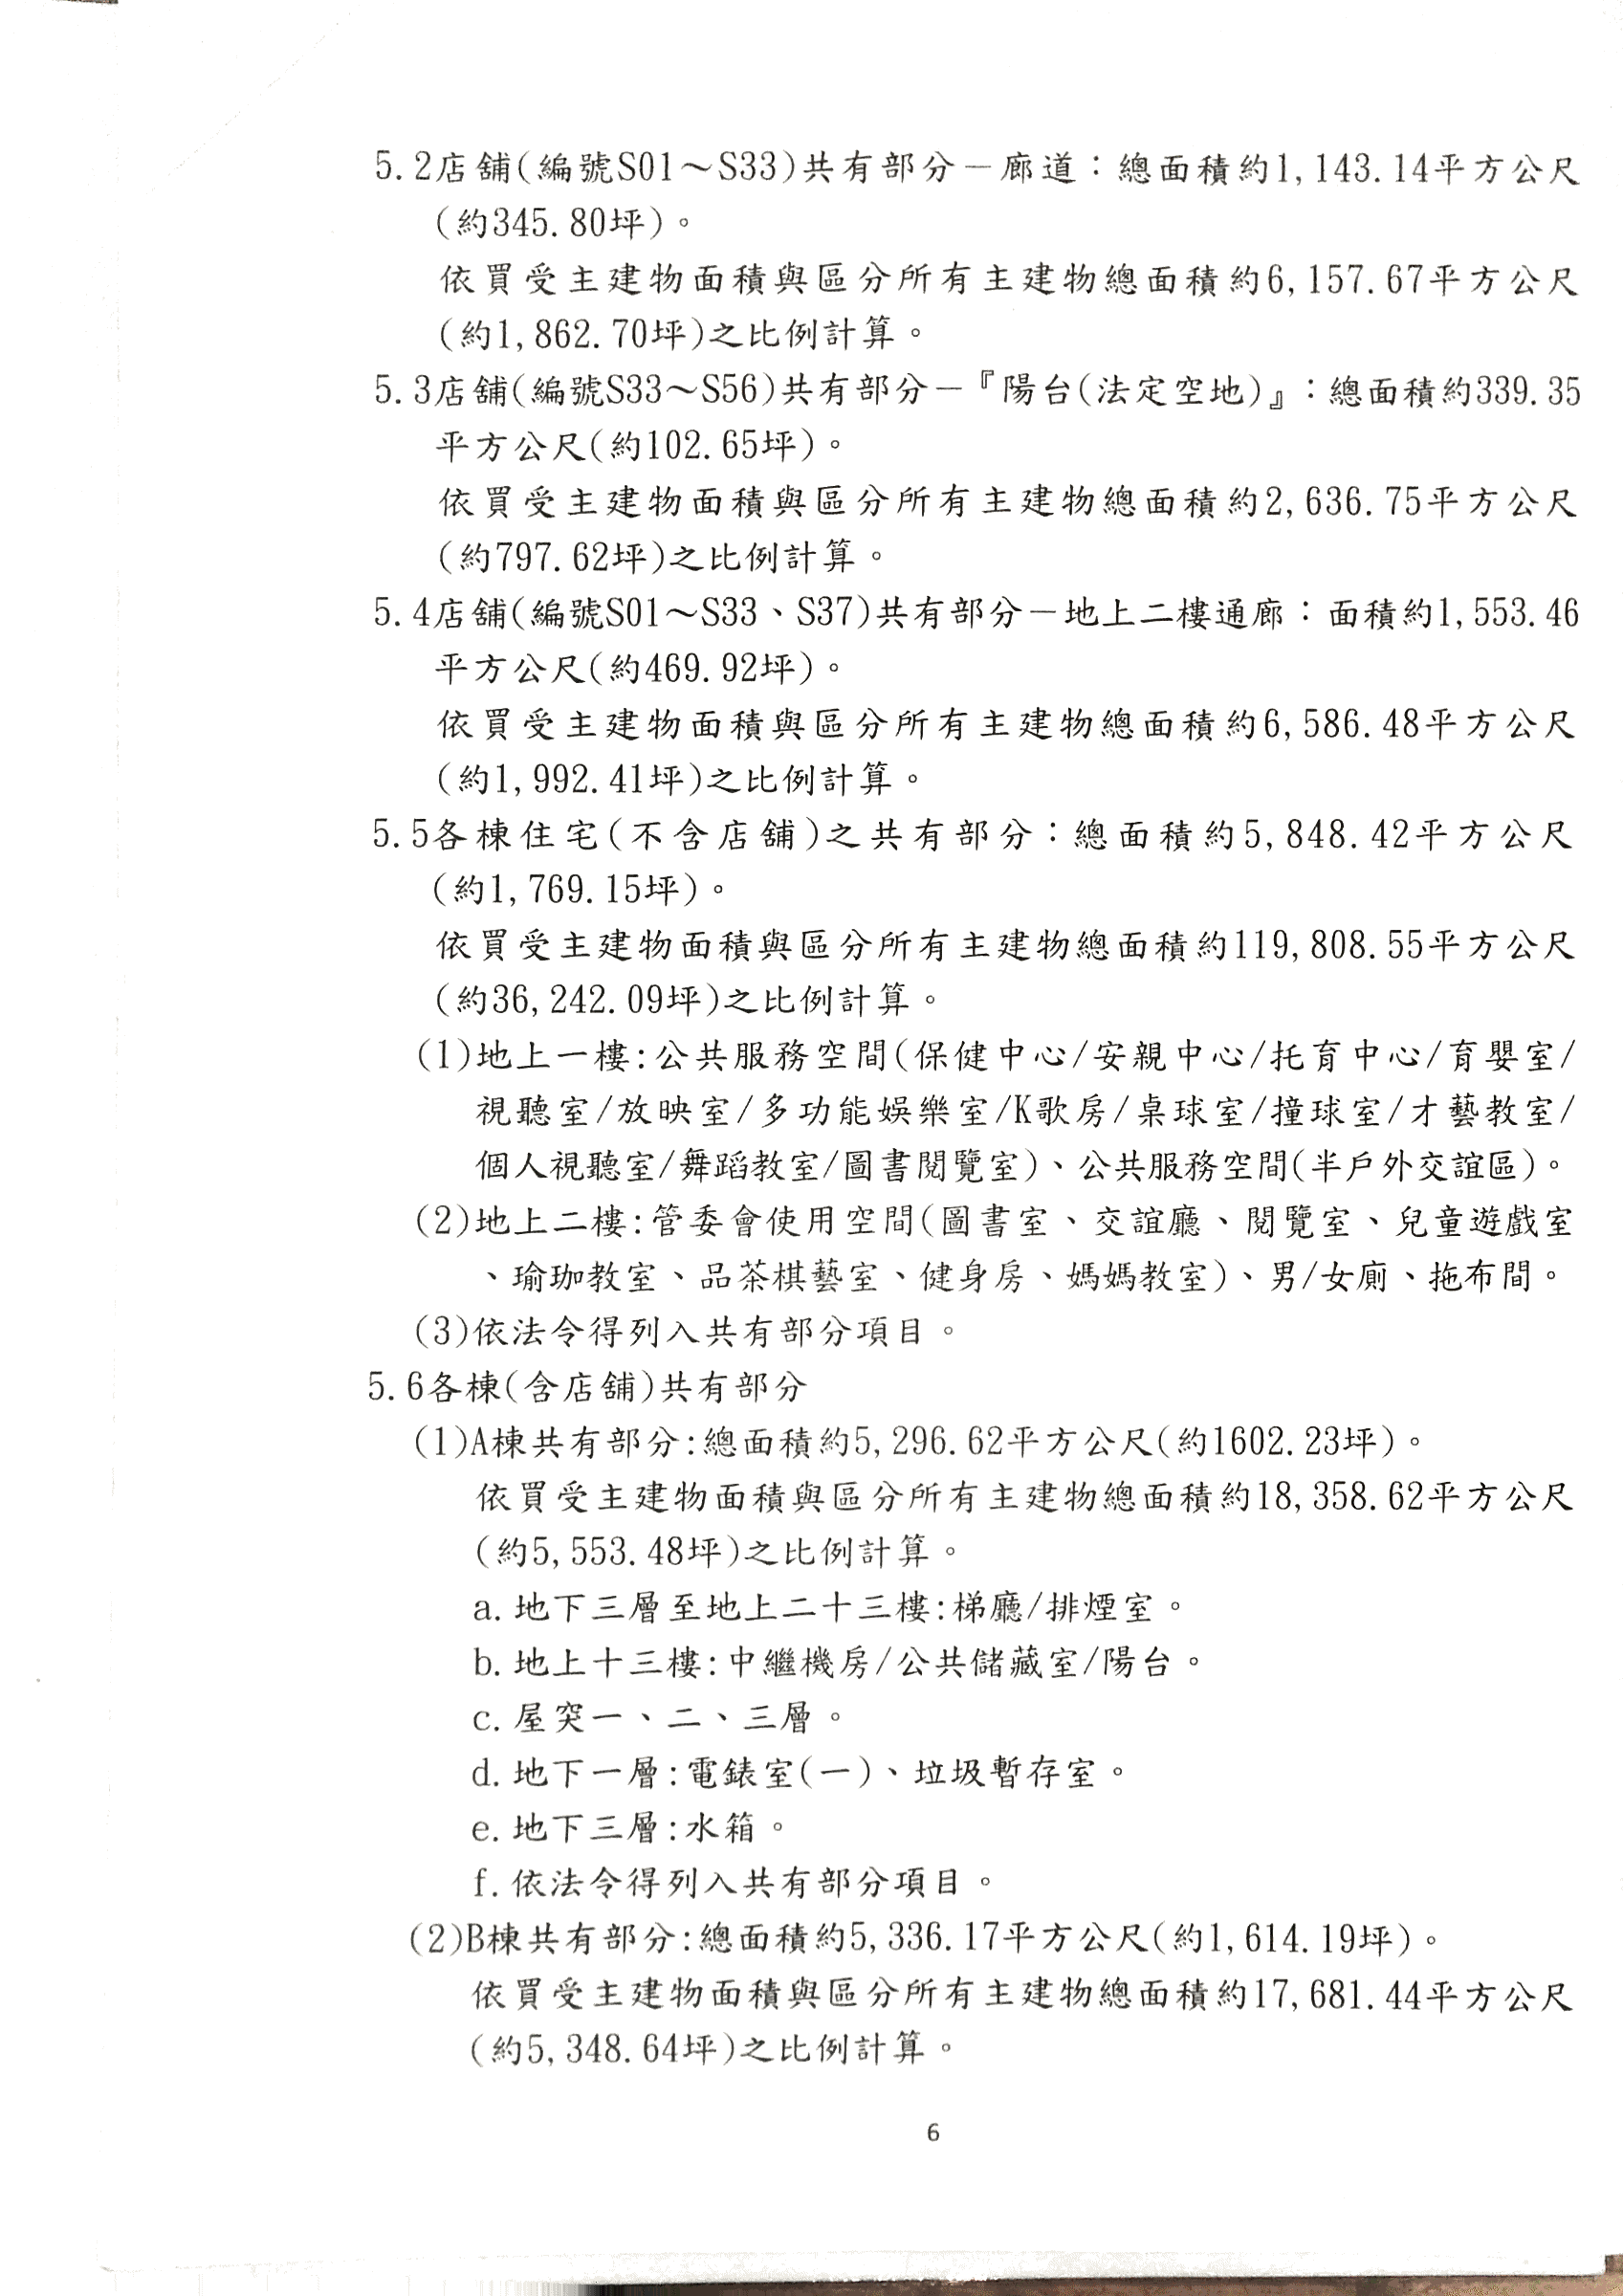 5.2店舖(編號S01～S33)共有部分－廊道：總面積約1,143.14平方公尺
(約345.80坪)。
依買受主建物面積與區分所有主建物總面積約6,157.67平方公尺
(約1,862.70坪)之比例計算。
5.3店舖(編號S33～S56)共有部分－『陽台(法定空地)』：總面積約339.35
平方公尺(約102.65坪)。
依買受主建物面積與區分所有主建物總面積約2,636.75平方公尺
(約797.62坪)之比例計算。
5.4店舖(編號S01～S33、S37)共有部分－地上二樓通廊：面積約1,553.46
平方公尺(約469.92坪)。
依買受主建物面積與區分所有主建物總面積約6,586.48平方公尺
(約1,992.41坪)之比例計算。
5.5各棟住宅(不含店舖)之共有部分：總面積約5,848.42平方公尺
(約1,769.15坪)。
依買受主建物面積與區分所有主建物總面積約119,808.55平方公尺
(約36,242.09坪)之比例計算。
(1)地上一樓:公共服務空間(保健中心/安親中心/托育中心/育嬰室/
視聽室/放映室/多功能娛樂室/K歌房/桌球室/撞球室/才藝教室/
個人視聽室/舞蹈教室/圖書閱覽室)、公共服務空間(半戶外交誼區)。
(2)地上二樓:管委會使用空間(圖書室、交誼廳、閱覽室、兒童遊戲室
、瑜珈教室、品茶棋藝室、健身房、媽媽教室)、男/女廁、拖布間。
(3)依法令得列入共有部分項目。
5.6各棟(含店舖)共有部分
(1)A棟共有部分:總面積約5,296.62平方公尺(約1602.23坪)。
依買受主建物面積與區分所有主建物總面積約18,358.62平方公尺
(約5,553.48坪)之比例計算。
a.地下三層至地上二十三樓:梯廳/排煙室。
b.地上十三樓:中繼機房/公共儲藏室/陽台。
c.屋突一、二、三層。
d.地下一層:電錶室(一)、垃圾暫存室。
e.地下三層:水箱。
f.依法令得列入共有部分項目。
(2)B棟共有部分:總面積約5,336.17平方公尺(約1,614.19坪)。
依買受主建物面積與區分所有主建物總面積約17,681.44平方公尺
(約5,348.64坪)之比例計算。
6